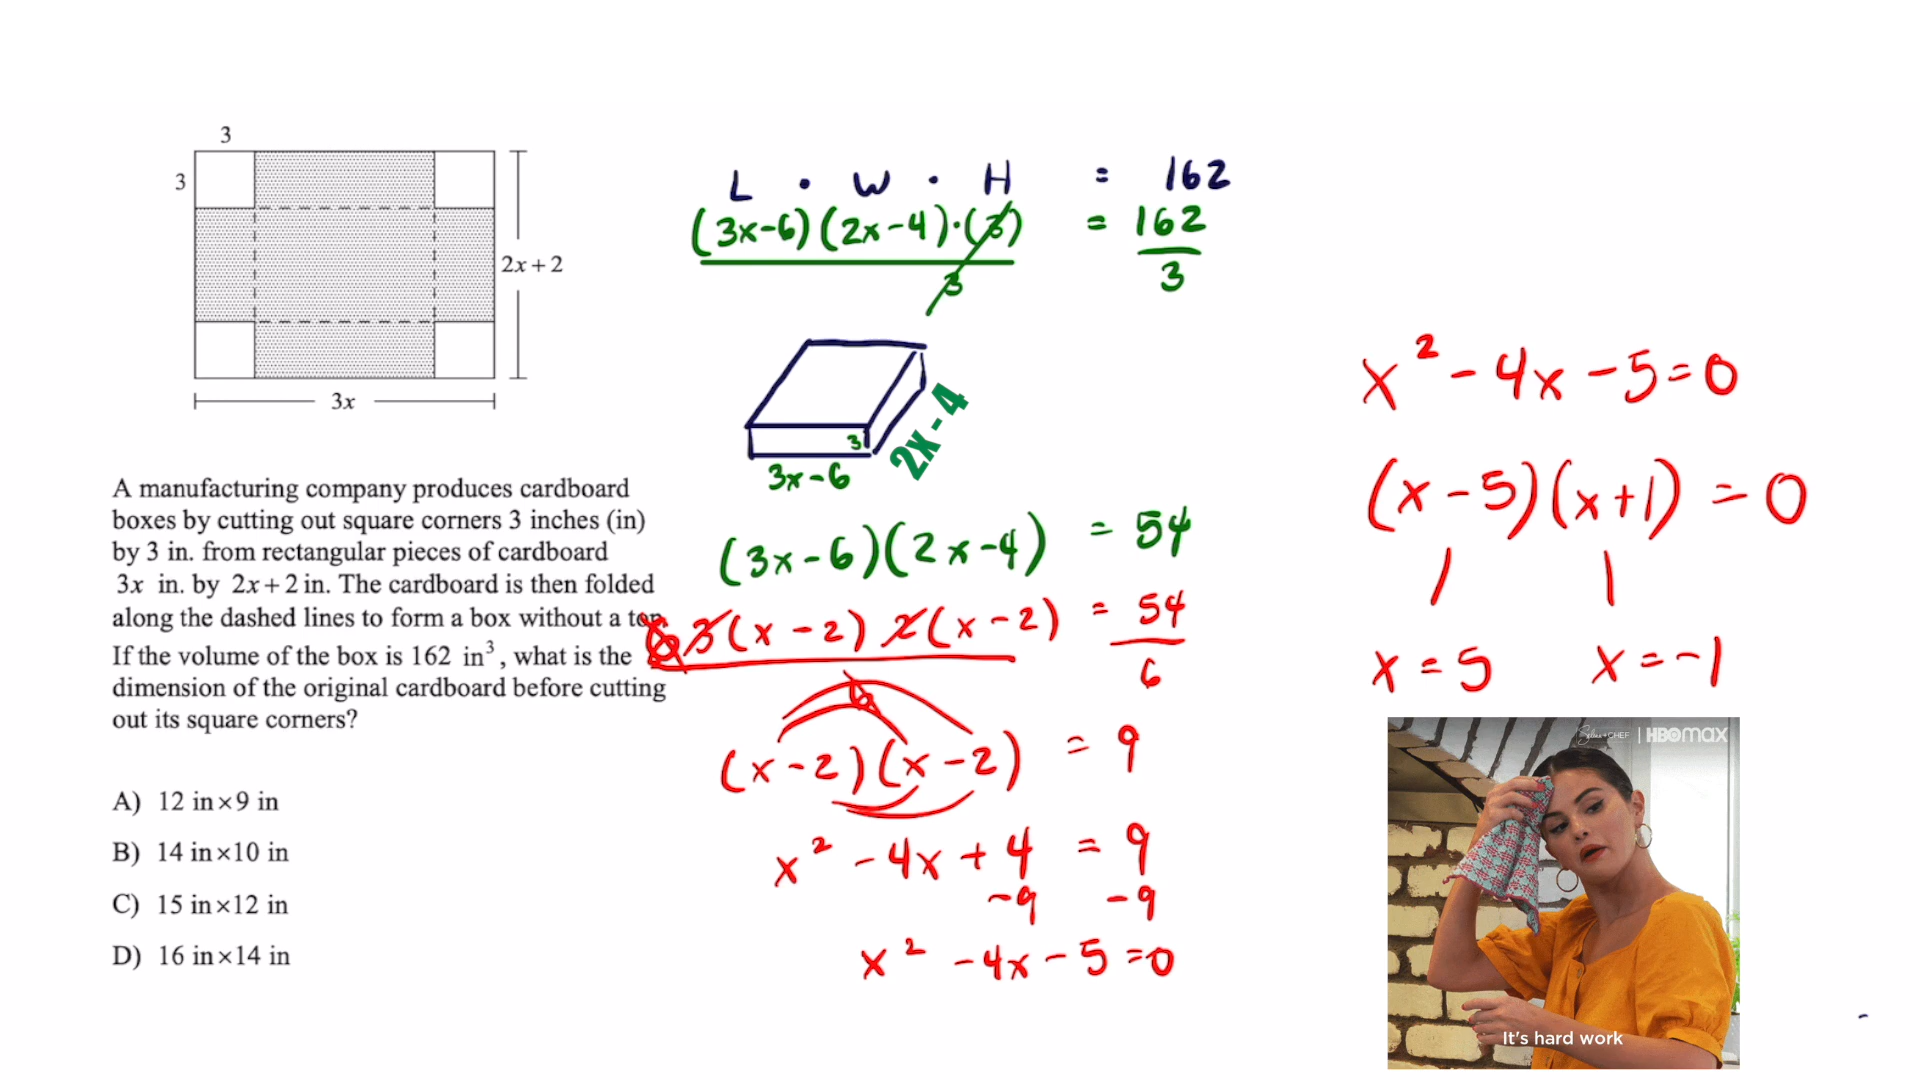 3
3
2x + 2
3x
A manufacturing company produces cardboard
boxes by cutting out square corners 3 inches (in)
by 3 in. from rectangular pieces of cardboard
3x in. by 2x + 2 in. The cardboard is then folded
along the dashed lines to form a box without a top.
If the volume of the box is 162 in³, what is the
dimension of the original cardboard before cutting
out its square corners?
A) 12 in×9 in
B) 14 in×10 in
C) 15 in×12 in
D) 16 in×14 in
L · W · H = 162
(3x-6)(2x-4)·(3) = 162
3 3
3
2x-4
3x-6
(3x-6)(2x-4) = 54
3(x-2) 2(x-2) = 54
6 6
(x-2)(x-2) = 9
x² -4x+4 = 9
-9 -9
x² -4x-5=0
x² -4x-5=0
(x-5)(x+1) = 0
x=5 x=-1
Selena + CHEF | HBOMAX
It's hard work